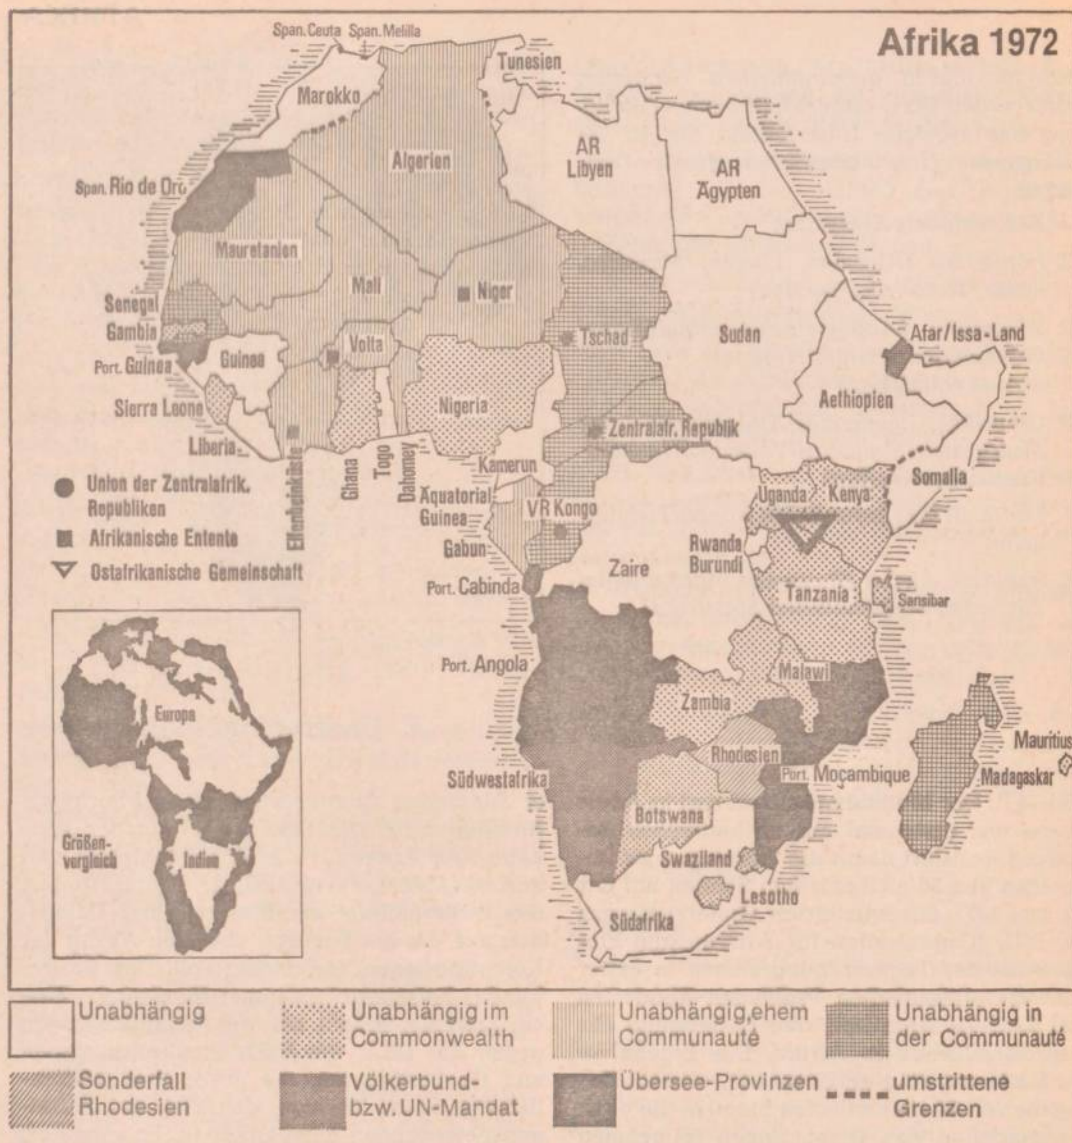 Afrika 1972
Span. Ceuta
Span. Melilla
Tunesien
Marokko
Algerien
AR
Libyen
AR
Ägypten
Span. Rio de Oro
Mauretanien
Mali
Niger
Tschad
Sudan
Senegal
Gambia
Port. Guinea
Guinea
Volta
Afar/Issa-Land
Sierra Leone
Nigeria
Aethiopien
Liberia
Zentralafr. Republik
Elfenbeinküste
Ghana
Togo
Dahomey
Kamerun
Somalia
Uganda
Kenya
Äquatorial
Guinea
VR Kongo
Gabun
Rwanda
Burundi
Zaire
Port. Cabinda
Tanzania
Sansibar
Port. Angola
Malawi
Zambia
Mauritius
Rhodesien
Südwestafrika
Port. Moçambique
Madagaskar
Botswana
Swaziland
Lesotho
Südafrika
Union der Zentralafrik.
Republiken
Afrikanische Entente
Ostafrikanische Gemeinschaft
Europa
Größen-
vergleich
Indien
Unabhängig
Unabhängig im
Commonwealth
Unabhängig,ehem
Communauté
Unabhängig in
der Communauté
Sonderfall
Rhodesien
Völkerbund-
bzw. UN-Mandat
Übersee-Provinzen
umstrittene
Grenzen